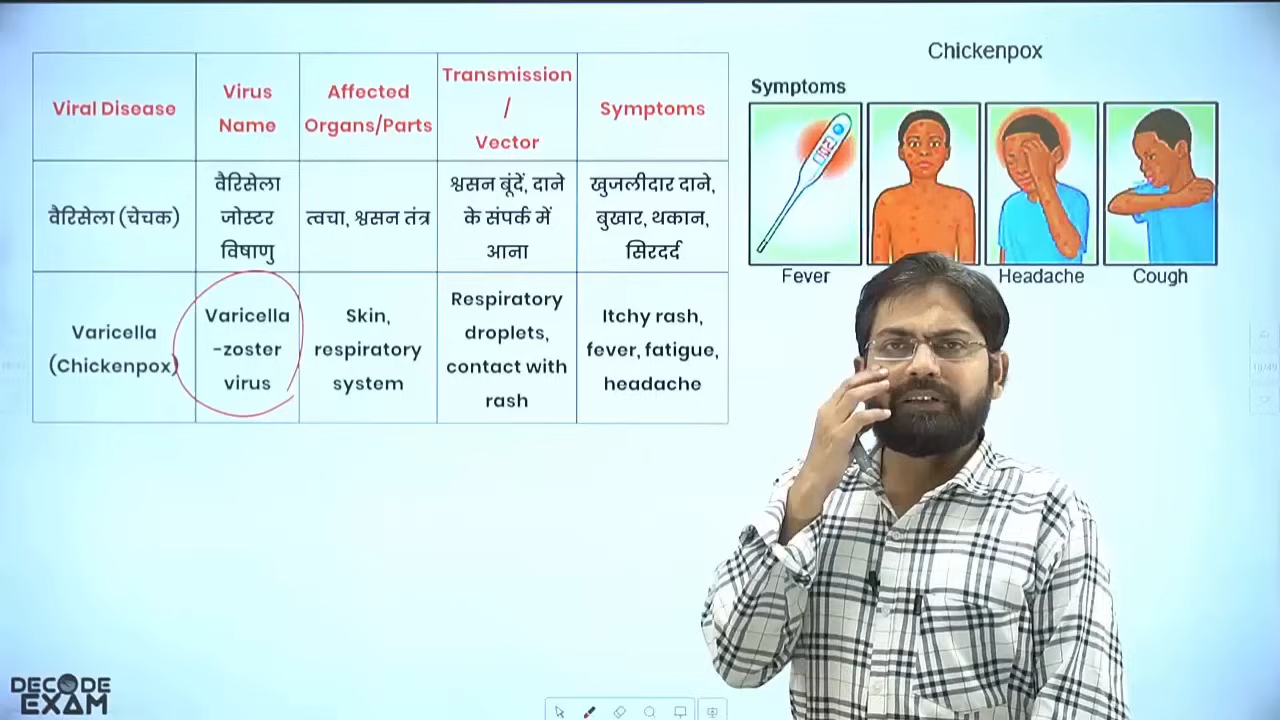 Chickenpox
Viral Disease
Virus
Name
Affected
Organs/Parts
Transmission
/
Vector
Symptoms
वैरिसेला (चेचक)
वैरिसेला
जोस्टर
विषाणु
त्वचा, श्वसन तंत्र
श्वसन बूंदें, दाने
के संपर्क में
आना
खुजलीदार दाने,
बुखार, थकान,
सिरदर्द
Varicella
(Chickenpox)
Varicella
-zoster
virus
Skin,
respiratory
system
Respiratory
droplets,
contact with
rash
Itchy rash,
fever, fatigue,
headache
Symptoms
Fever
Headache
Cough
DECODE
EXAM